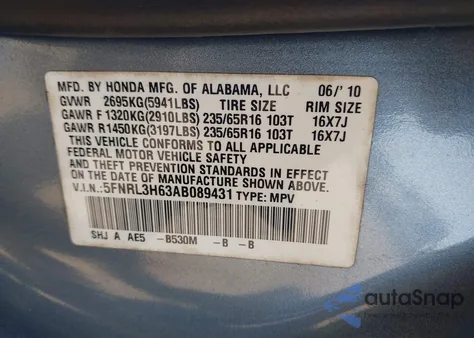 MFD. BY HONDA MFG. OF ALABAMA, LLC 06/'10
GVWR 2695KG(5941LBS) TIRE SIZE RIM SIZE
GAWR F 1320KG(2910LBS) 235/65R16 103T 16X7J
GAWR R1450KG(3197LBS) 235/65R16 103T 16X7J
THIS VEHICLE CONFORMS TO ALL APPLICABLE
FEDERAL MOTOR VEHICLE SAFETY AND
THEFT PREVENTION STANDARDS IN EFFECT
ON THE DATE OF MANUFACTURE SHOWN ABOVE.
V.I.N.: 5FNRL3H63AB089431 TYPE: MPV
SHJ A AE5 -B530M -B -B
autoSnap